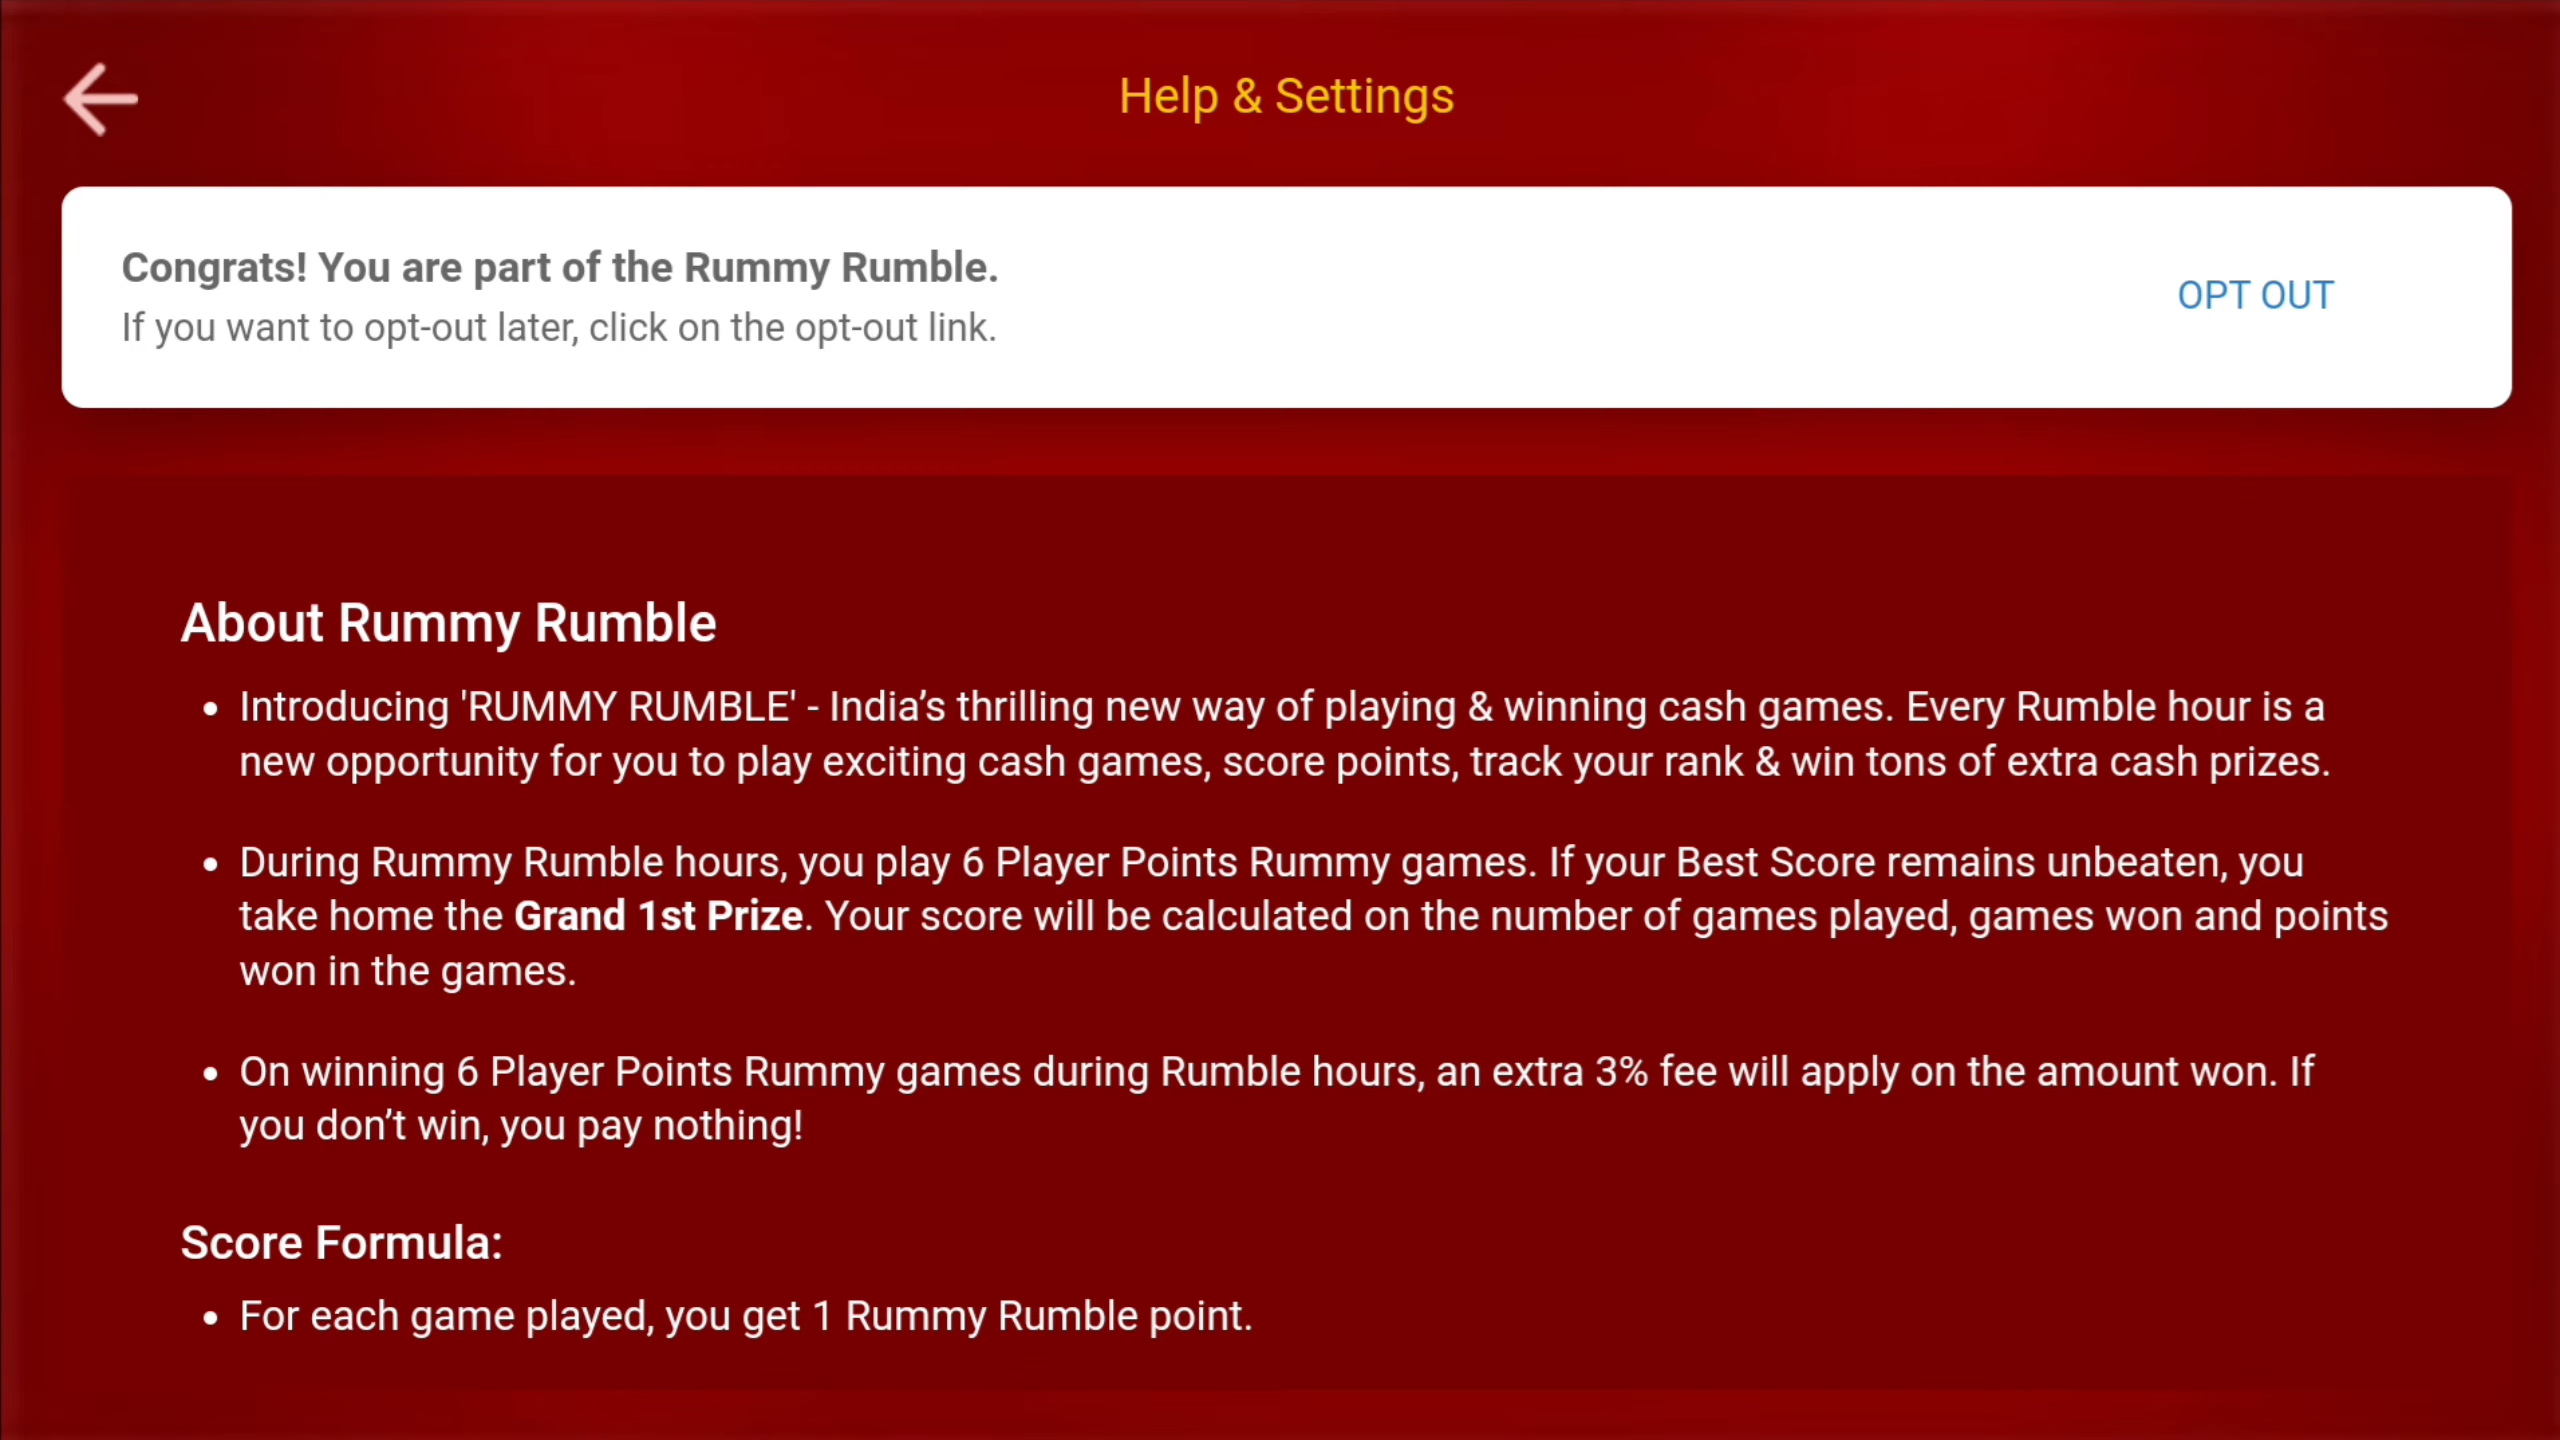 Help & Settings
Congrats! You are part of the Rummy Rumble.
If you want to opt-out later, click on the opt-out link.
OPT OUT
About Rummy Rumble
• Introducing 'RUMMY RUMBLE' - India’s thrilling new way of playing & winning cash games. Every Rumble hour is a
new opportunity for you to play exciting cash games, score points, track your rank & win tons of extra cash prizes.
• During Rummy Rumble hours, you play 6 Player Points Rummy games. If your Best Score remains unbeaten, you
take home the Grand 1st Prize. Your score will be calculated on the number of games played, games won and points
won in the games.
• On winning 6 Player Points Rummy games during Rumble hours, an extra 3% fee will apply on the amount won. If
you don’t win, you pay nothing!
Score Formula:
• For each game played, you get 1 Rummy Rumble point.